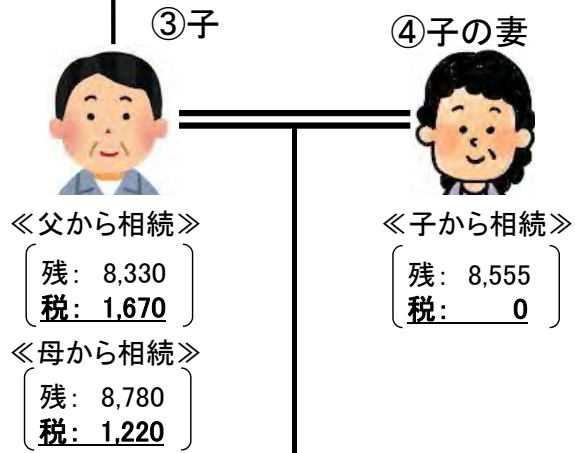 ③子
④子の妻
≪父から相続≫
残： 8,330
税： 1,670
≪母から相続≫
残： 8,780
税： 1,220
≪子から相続≫
残： 8,555
税： 0